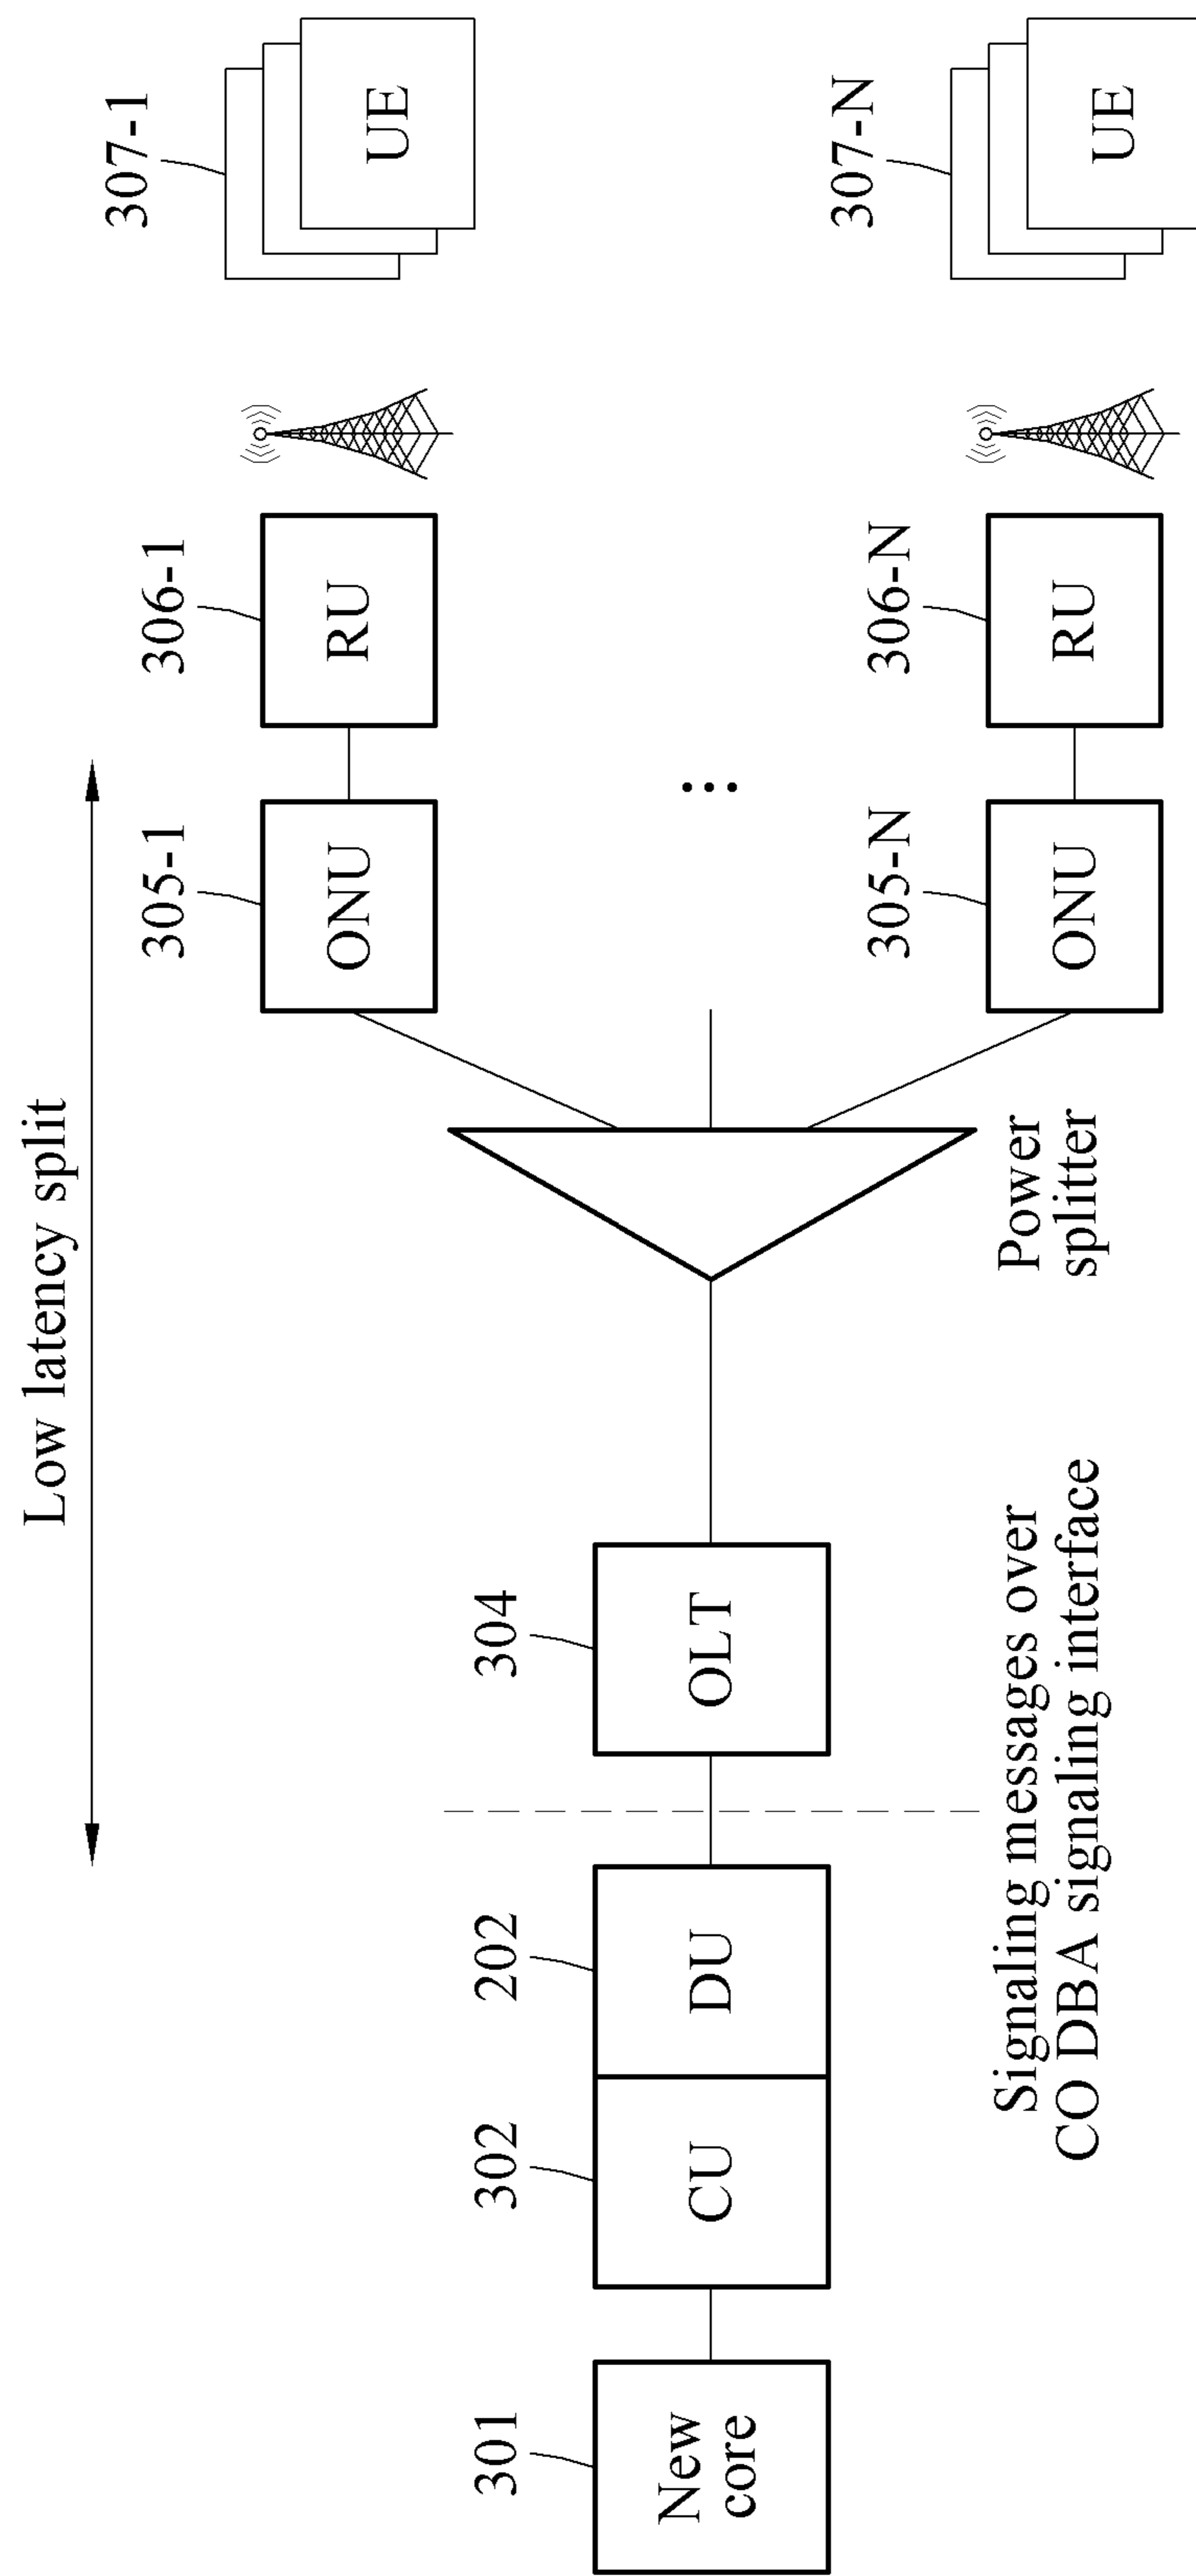 Low latency split
301
New
core
302
CU
202
DU
304
OLT
Signaling messages over
CO DBA signaling interface
Power
splitter
305-1
ONU
306-1
RU
307-1
UE
...
305-N
ONU
306-N
RU
307-N
UE